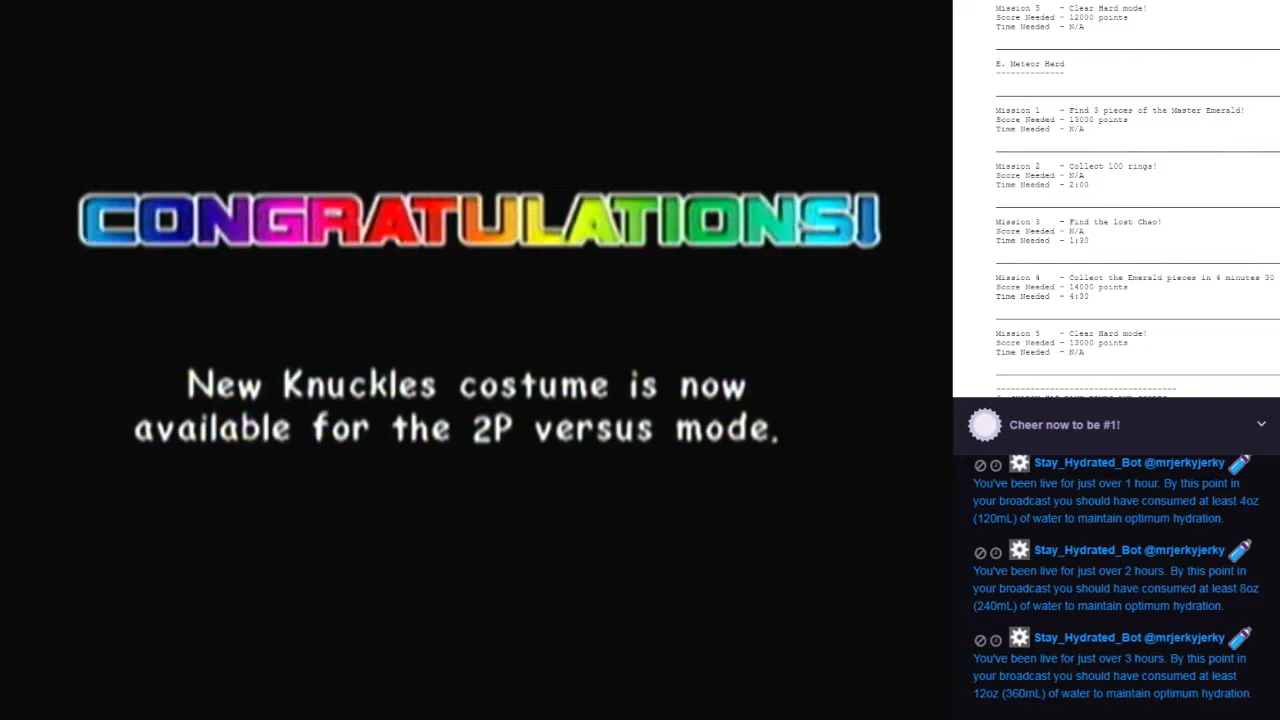 CONGRATULATIONS!
New Knuckles costume is now
available for the 2P versus mode.
Mission 5 - Clear Hard mode!
Score Needed - 12000 points
Time Needed - N/A
E. Meteor Herd
--------------
Mission 1 - Find 3 pieces of the Master Emerald!
Score Needed - 13000 points
Time Needed - N/A
Mission 2 - Collect 100 rings!
Score Needed - N/A
Time Needed - 2:00
Mission 3 - Find the lost Chao!
Score Needed - N/A
Time Needed - 1:30
Mission 4 - Collect the Emerald pieces in 4 minutes 30
Score Needed - 14000 points
Time Needed - 4:30
Mission 5 - Clear Hard mode!
Score Needed - 13000 points
Time Needed - N/A
Cheer now to be #1!
Stay_Hydrated_Bot @mrjerkyjerky
You've been live for just over 1 hour. By this point in
your broadcast you should have consumed at least 4oz
(120mL) of water to maintain optimum hydration.
Stay_Hydrated_Bot @mrjerkyjerky
You've been live for just over 2 hours. By this point in
your broadcast you should have consumed at least 8oz
(240mL) of water to maintain optimum hydration.
Stay_Hydrated_Bot @mrjerkyjerky
You've been live for just over 3 hours. By this point in
your broadcast you should have consumed at least
12oz (360mL) of water to maintain optimum hydration.